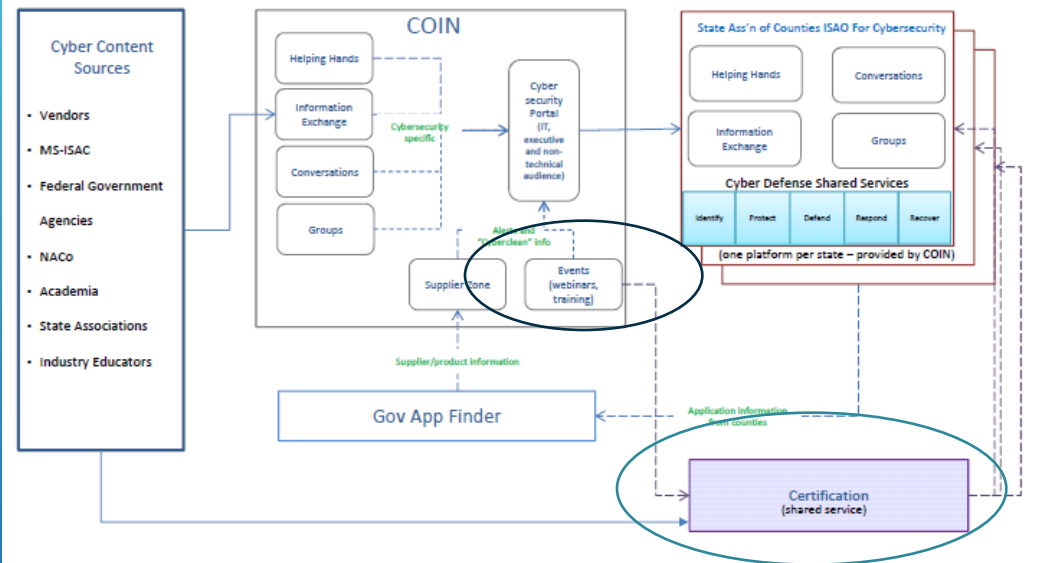 Cyber Content
Sources
• Vendors
• MS-ISAC
• Federal Government
Agencies
• NACo
• Academia
• State Associations
• Industry Educators
COIN
Helping Hands
Information
Exchange
Conversations
Groups
Cybersecurity
specific
Cyber
security
Portal
(IT,
executive
and non-
technical
audience)
Alerts and
"Cyberclean" info
Supplier Zone
Events
(webinars,
training)
State Ass'n of Counties ISAO For Cybersecurity
Helping Hands
Conversations
Information
Exchange
Groups
Cyber Defense Shared Services
Identify
Protect
Defend
Respond
Recover
(one platform per state – provided by COIN)
Supplier/product information
Gov App Finder
Application information
from counties
Certification
(shared service)